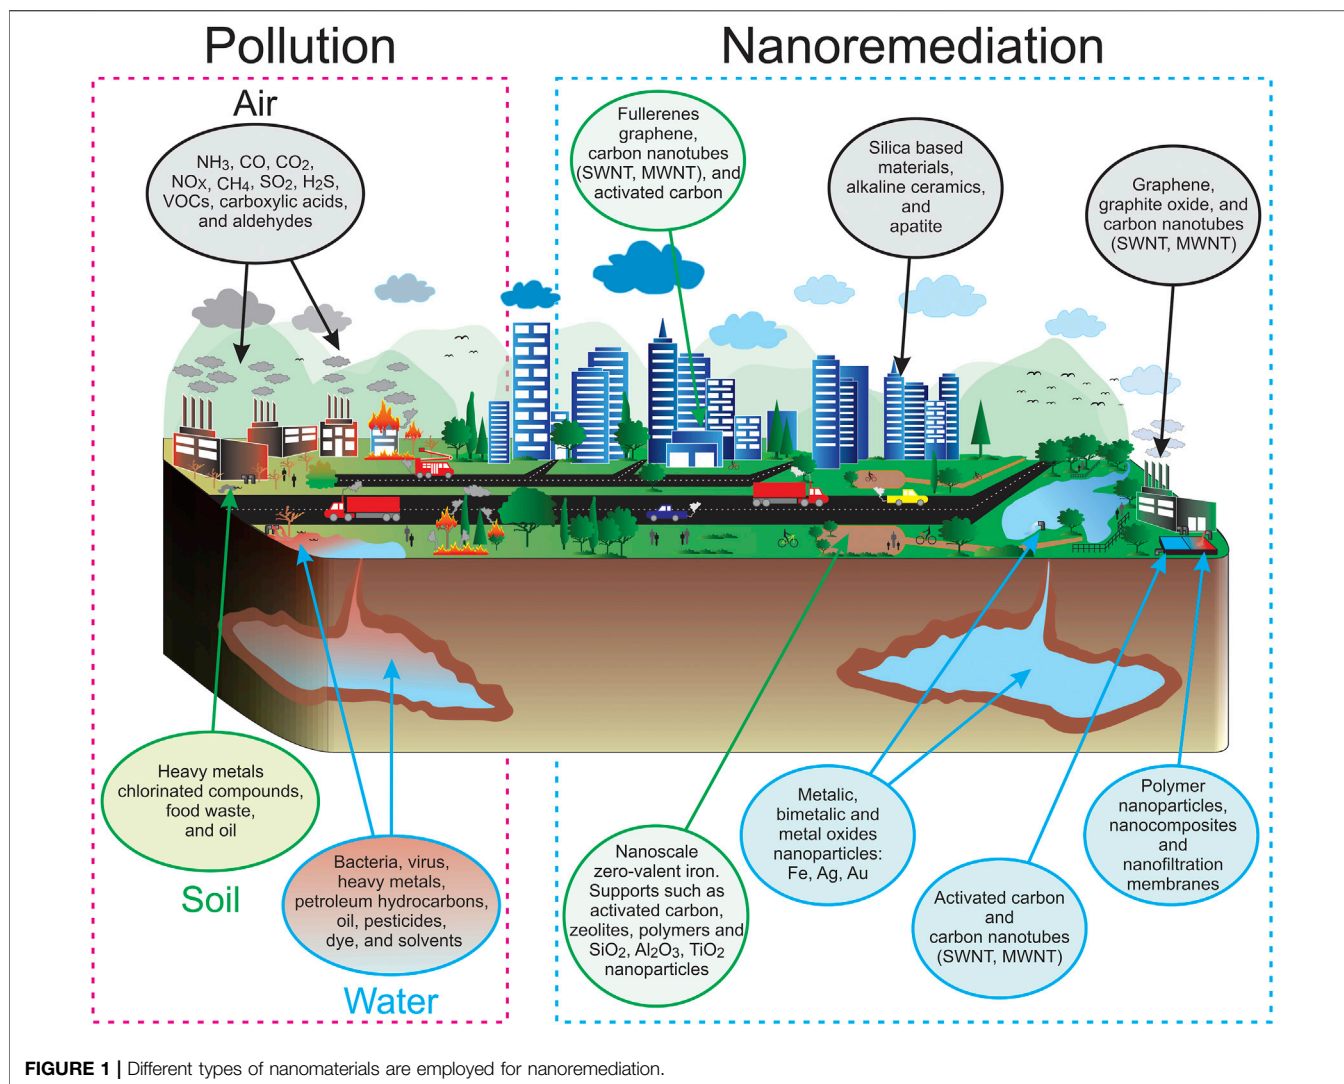 Pollution
Nanoremediation
Air
NH3, CO, CO2,
NOX, CH4, SO2, H2S,
VOCs, carboxylic acids,
and aldehydes
Fullerenes
graphene,
carbon nanotubes
(SWNT, MWNT), and
activated carbon
Silica based
materials,
alkaline ceramics,
and
apatite
Graphene,
graphite oxide, and
carbon nanotubes
(SWNT, MWNT)
Heavy metals
chlorinated compounds,
food waste,
and oil
Soil
Bacteria, virus,
heavy metals,
petroleum hydrocarbons,
oil, pesticides,
dye, and solvents
Water
Nanoscale
zero-valent iron.
Supports such as
activated carbon,
zeolites, polymers and
SiO2, Al2O3, TiO2
nanoparticles
Metalic,
bimetalic and
metal oxides
nanoparticles:
Fe, Ag, Au
Activated carbon
and
carbon nanotubes
(SWNT, MWNT)
Polymer
nanoparticles,
nanocomposites
and
nanofiltration
membranes
FIGURE 1 | Different types of nanomaterials are employed for nanoremediation.